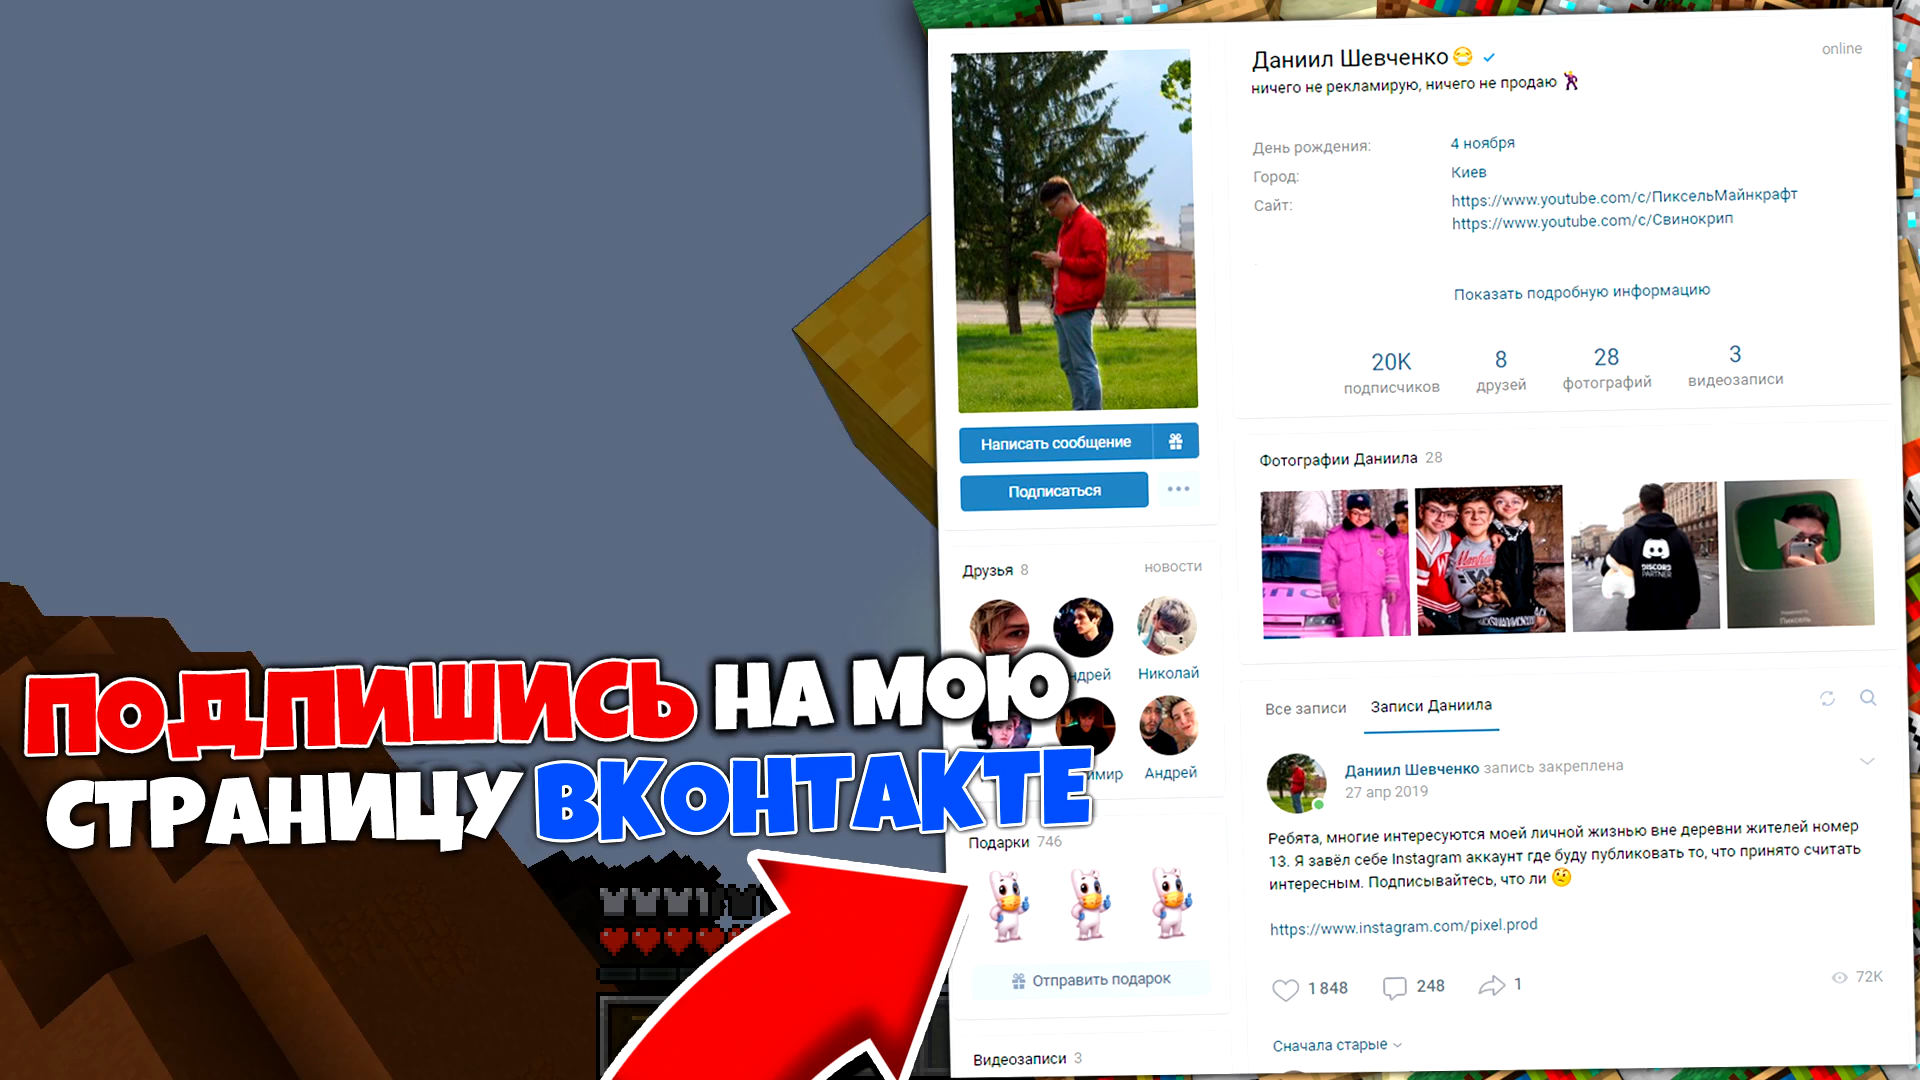 ПОДПИШИСЬ НА МОЮ
СТРАНИЦУ ВКОНТАКТЕ
Написать сообщение
Подписаться
Друзья 8 новости
Николай
Андрей
Подарки 746
Отправить подарок
Видеозаписи 3
Даниил Шевченко😷
online
ничего не рекламирую, ничего не продаю 🕺
День рождения: 4 ноября
Город: Киев
Сайт: https://www.youtube.com/c/ПиксельМайнкрафт
https://www.youtube.com/c/Свинокрип
Показать подробную информацию
20K 8 28 3
подписчиков друзей фотографий видеозаписи
Фотографии Даниила 28
DISCORD
PARTNER
Пиксель
Все записи Записи Даниила
Даниил Шевченко запись закреплена
27 апр 2019
Ребята, многие интересуются моей личной жизнью вне деревни жителей номер
13. Я завёл себе Instagram аккаунт где буду публиковать то, что принято считать
интересным. Подписывайтесь, что ли 🤨
https://www.instagram.com/pixel.prod
1 848 248 1 72K
Сначала старые